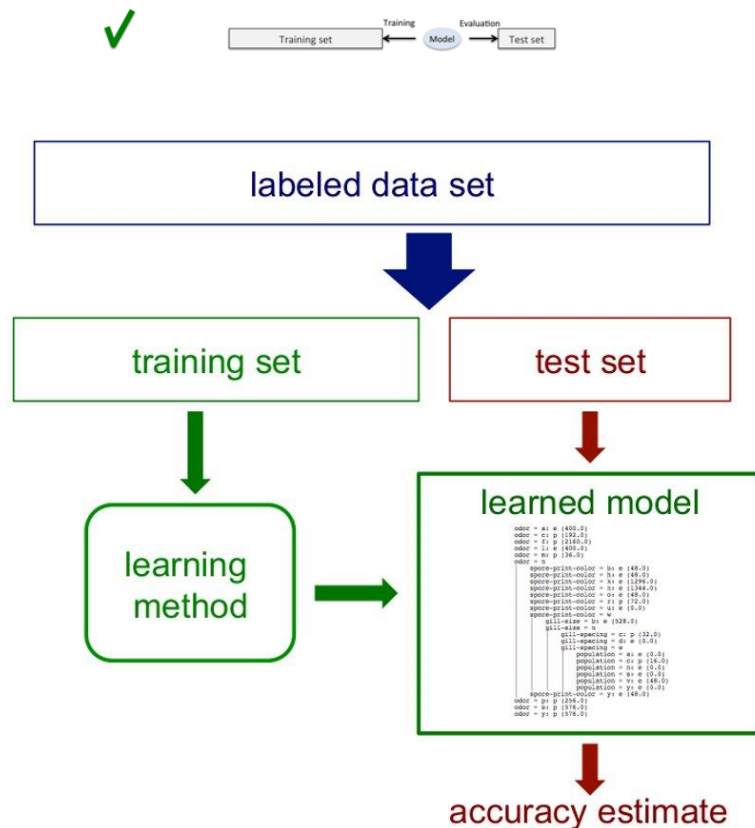 Training
Evaluation
Training set
Model
Test set
labeled data set
training set
test set
learning
method
learned model
odor = a: e (400.0)
odor = c: p (192.0)
odor = f: p (2160.0)
odor = l: e (400.0)
odor = m: p (36.0)
odor = n
spore-print-color = b: e (48.0)
spore-print-color = h: e (48.0)
spore-print-color = k: e (1296.0)
spore-print-color = n: e (1344.0)
spore-print-color = o: e (48.0)
spore-print-color = r: p (72.0)
spore-print-color = u: e (0.0)
spore-print-color = w
gill-size = b: e (528.0)
gill-size = n
gill-spacing = c: p (32.0)
gill-spacing = d: e (0.0)
gill-spacing = w
population = a: e (0.0)
population = c: p (16.0)
population = n: e (0.0)
population = s: e (0.0)
population = v: e (48.0)
population = y: e (0.0)
spore-print-color = y: e (48.0)
odor = p: p (256.0)
odor = s: p (576.0)
odor = y: p (576.0)
accuracy estimate